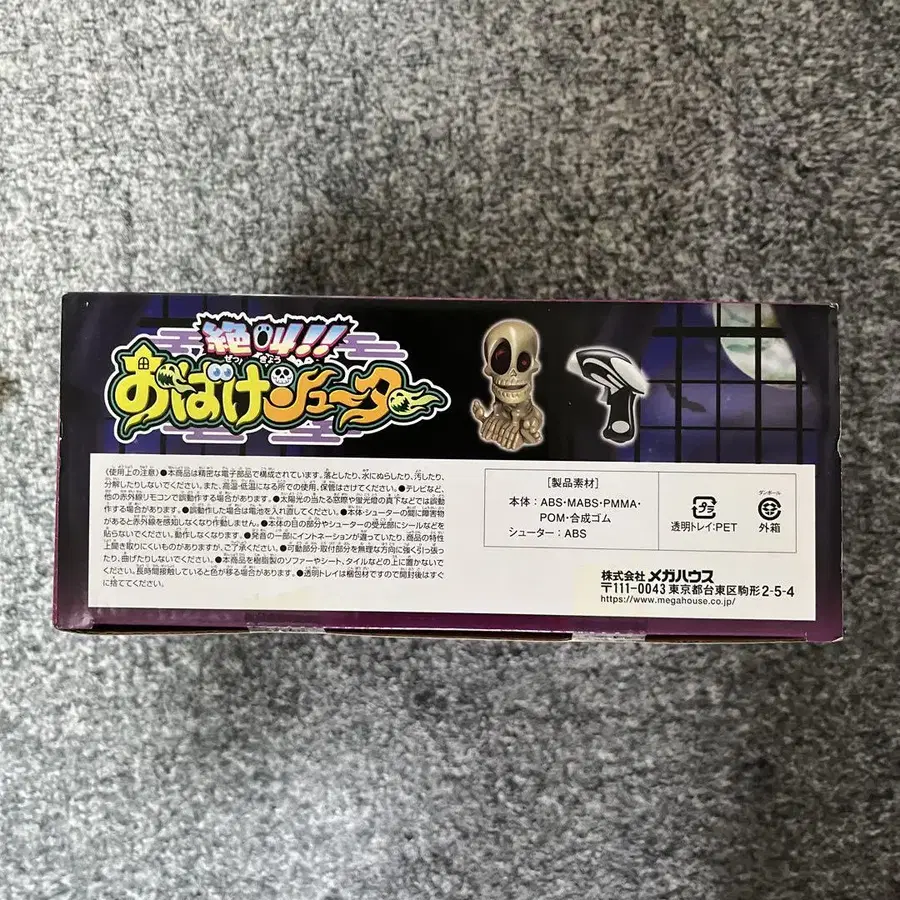 絶叫!!
ぜっ きょう
おばけシューター
《使用上の注意》●本商品は精密な電子部品で構成されています。落としたり、水にぬらしたり、汚したり、
分解したりしないでください。また、高温・低温になる所での使用、保管はさけてください。●テレビなど、
他の赤外線リモコンで誤動作する場合があります。●太陽光の当たる窓際や蛍光燈の真下などでは誤動
作する場合があります。●誤動作した場合は電池を入れ直してください。●本体・シューターの間に障害物
があると赤外線を感知しなくなり作動しません。●本体の目の部分やシューターの受光部にシールなどを
貼らないでください。動作しなくなります。●発音の一部にイントネーションが違っていたり、商品の特性
上聞き取りにくいものがありますが、ご了承ください。●可動部分・取付部分を無理な方向に強く引っ張っ
たり、曲げたりしないでください。●本商品を樹脂製のソファーやシート、タイルなどの上に置かないで
ください。長時間接触していると色が移る場合があります。●透明トレイは梱包材ですので開封後はすぐ
に捨ててください。
[製品素材]
本体：ABS・MABS・PMMA・
POM・合成ゴム
シューター：ABS
プラ
透明トレイ:PET
ダンボール
外箱
株式会社 メガハウス
〒111-0043 東京都台東区駒形2-5-4
https://www.megahouse.co.jp/